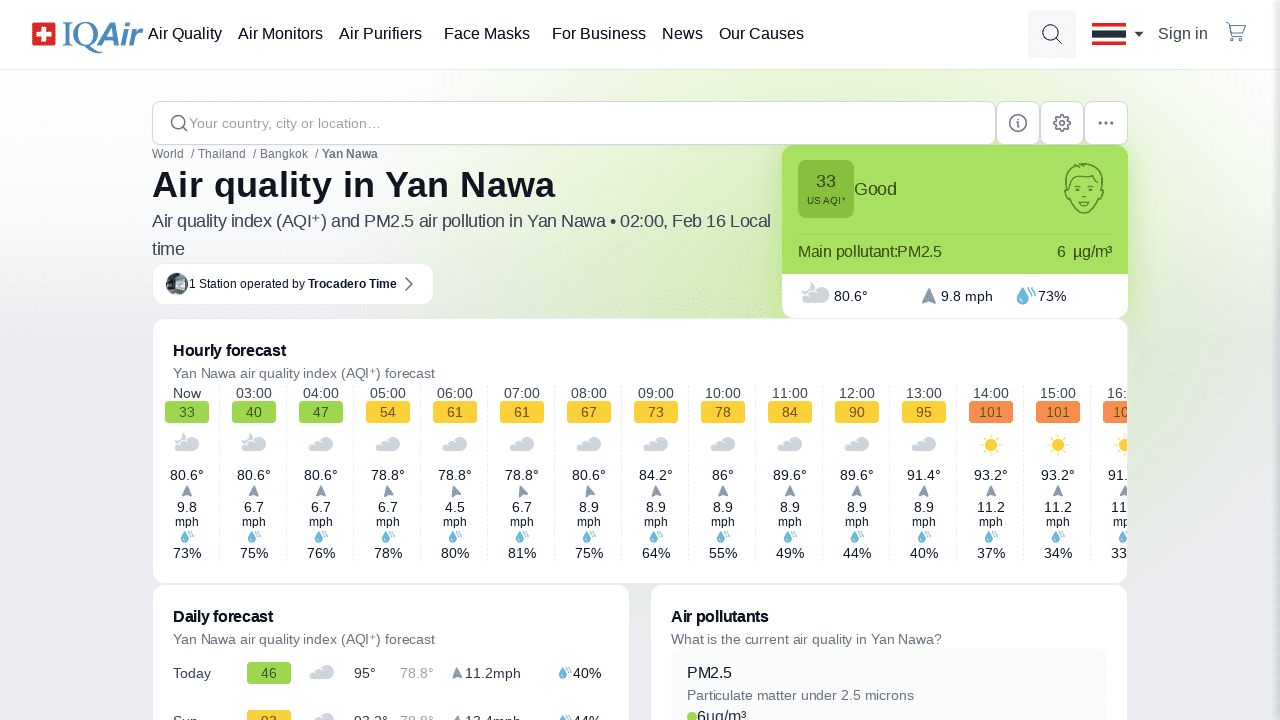 IQAir
Air Quality
Air Monitors
Air Purifiers
Face Masks
For Business
News
Our Causes
Sign in
Your country, city or location…
World / Thailand / Bangkok / Yan Nawa
Air quality in Yan Nawa
Air quality index (AQI⁺) and PM2.5 air pollution in Yan Nawa • 02:00, Feb 16 Local
time
1 Station operated by Trocadero Time
33
US AQI⁺
Good
Main pollutant:PM2.5
6 µg/m³
80.6°
9.8 mph
73%
Hourly forecast
Yan Nawa air quality index (AQI⁺) forecast
Now 03:00 04:00 05:00 06:00 07:00 08:00 09:00 10:00 11:00 12:00 13:00 14:00 15:00 16:
33 40 47 54 61 61 67 73 78 84 90 95 101 101 10
80.6° 80.6° 80.6° 78.8° 78.8° 78.8° 80.6° 84.2° 86° 89.6° 89.6° 91.4° 93.2° 93.2° 91.
9.8 6.7 6.7 6.7 4.5 6.7 8.9 8.9 8.9 8.9 8.9 8.9 11.2 11.2 11
mph mph mph mph mph mph mph mph mph mph mph mph mph mph mp
73% 75% 76% 78% 80% 81% 75% 64% 55% 49% 44% 40% 37% 34% 33
Daily forecast
Yan Nawa air quality index (AQI⁺) forecast
Today 46 95° 78.8° 11.2mph 40%
Sun 93 93.2° 78.8° 13.4mph 44%
Air pollutants
What is the current air quality in Yan Nawa?
PM2.5
Particulate matter under 2.5 microns
6µg/m³